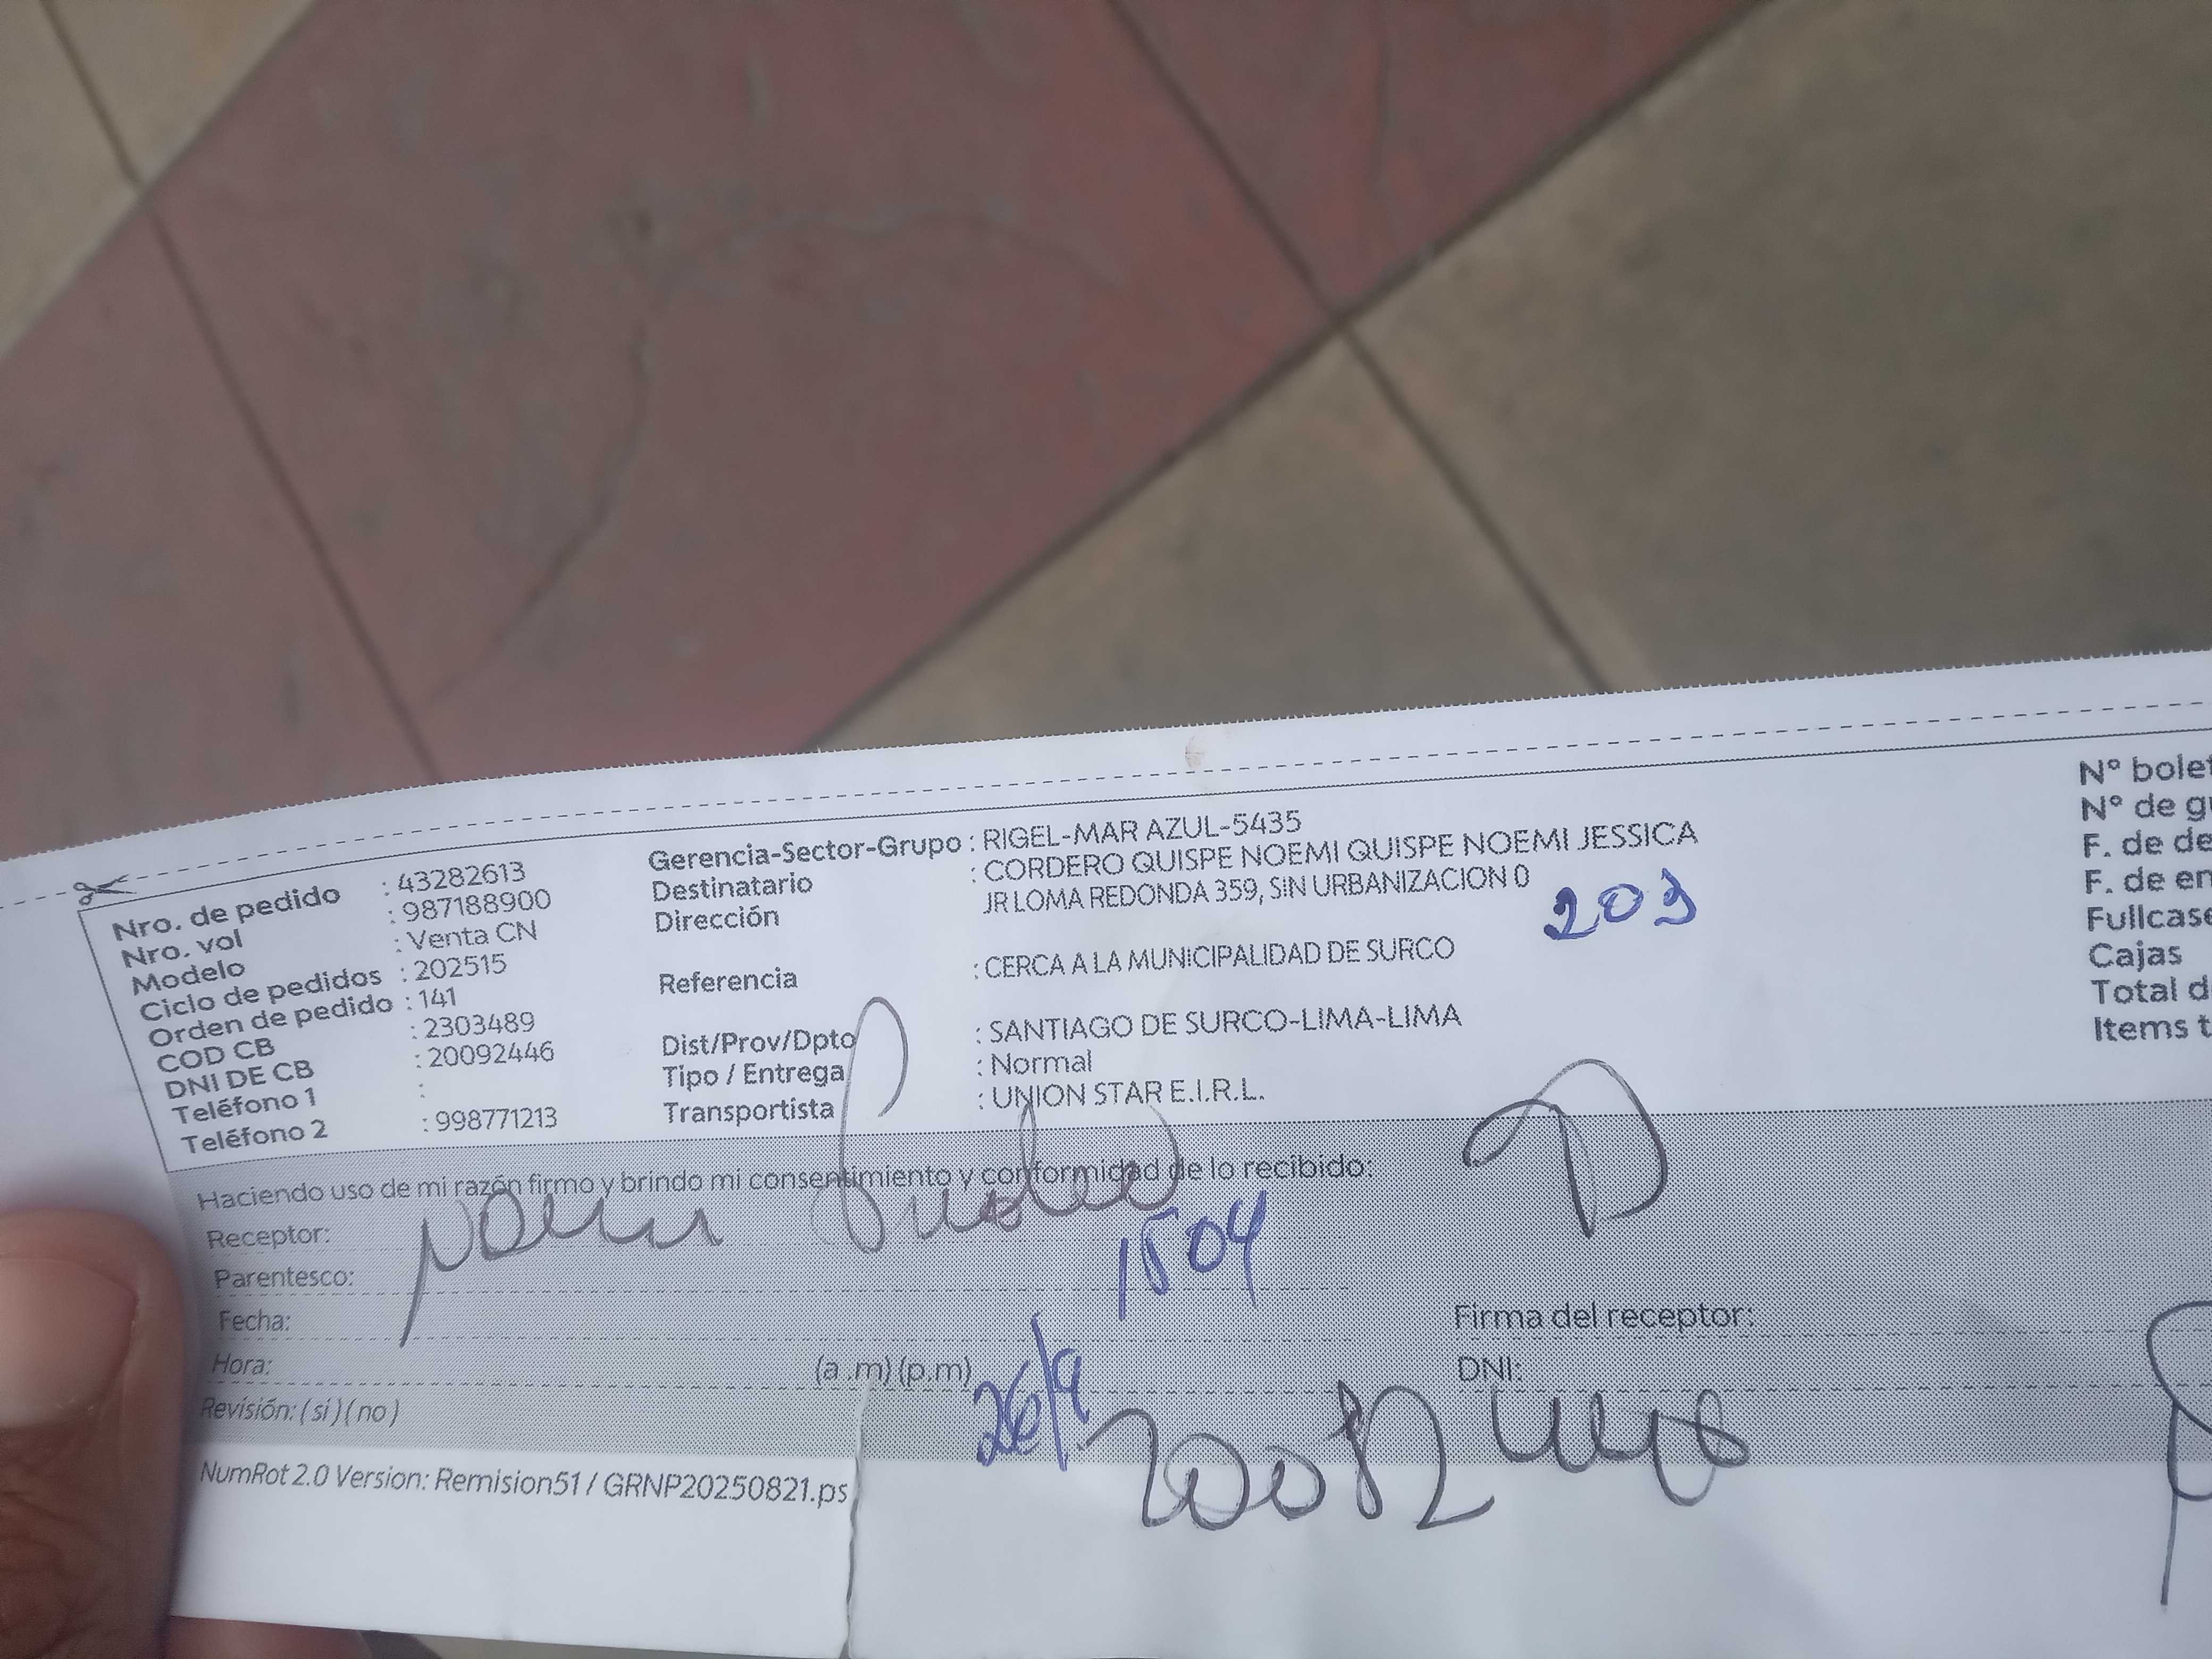 Nro. de pedido : 43282613
Nro. vol : 987188900
Modelo : Venta CN
Ciclo de pedidos : 202515
Orden de pedido : 141
COD CB : 2303489
DNI DE CB : 20092446
Teléfono 1 :
Teléfono 2 : 998771213
Gerencia-Sector-Grupo : RIGEL-MAR AZUL-5435
Destinatario : CORDERO QUISPE NOEMI QUISPE NOEMI JESSICA
Dirección JR LOMA REDONDA 359, SIN URBANIZACION 0
203
Referencia : CERCA A LA MUNICIPALIDAD DE SURCO
Dist/Prov/Dpto : SANTIAGO DE SURCO-LIMA-LIMA
Tipo / Entrega : Normal
Transportista : UNION STAR E.I.R.L.
N° bolet
N° de gu
F. de de
F. de en
Fullcase
Cajas
Total d
Items t
Haciendo uso de mi razón firmo y brindo mi consentimiento y conformidad de lo recibido:
Receptor:
Parentesco:
1504
Fecha:
Hora: (a .m) (p.m)
26/9
Revisión: ( si ) ( no )
Firma del receptor:
DNI:
NumRot 2.0 Version: Remision51 / GRNP20250821.ps